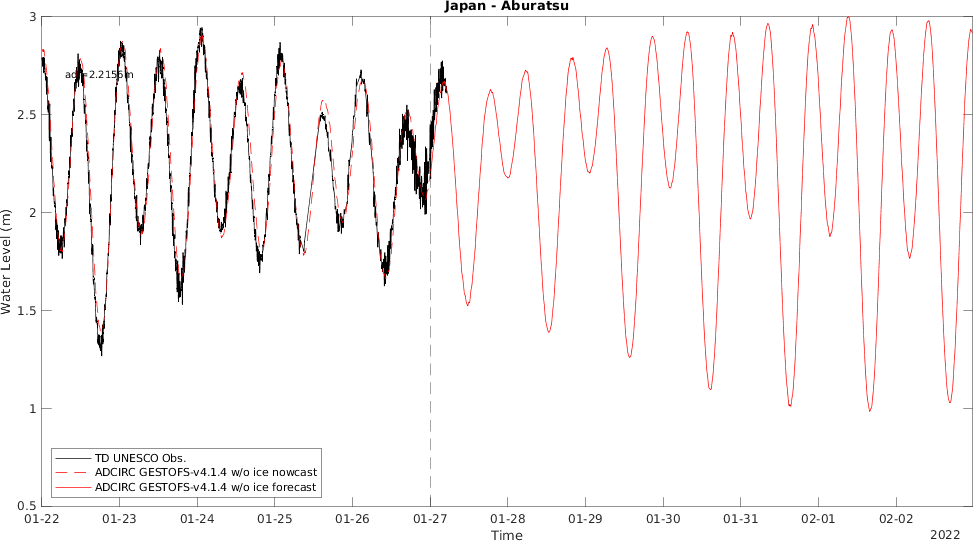 Japan - Aburatsu
3
2.5
2
1.5
1
0.5
Water Level (m)
adj=2.2156m
TD UNESCO Obs.
ADCIRC GESTOFS-v4.1.4 w/o ice nowcast
ADCIRC GESTOFS-v4.1.4 w/o ice forecast
01-22 01-23 01-24 01-25 01-26 01-27 01-28 01-29 01-30 01-31 02-01 02-02
Time
2022